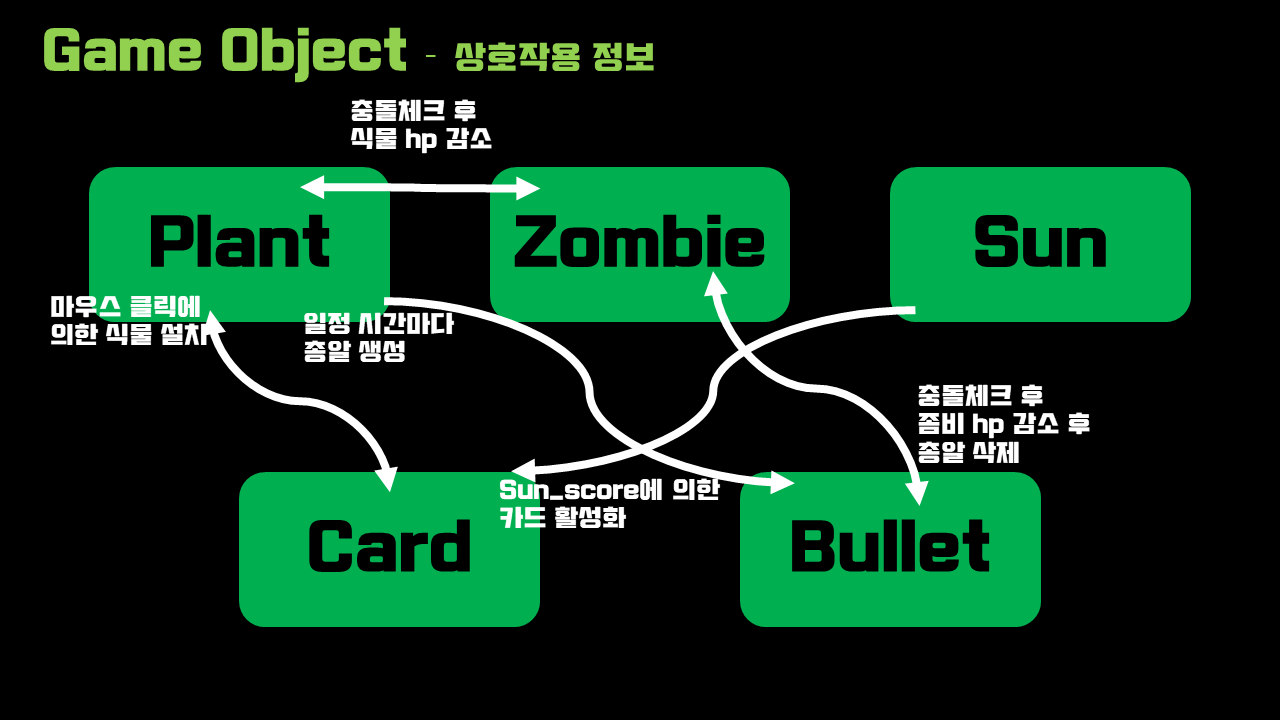 Game Object - 상호작용 정보
충돌체크 후
식물 hp 감소
Plant
Zombie
Sun
마우스 클릭에
의한 식물 설치
일정 시간마다
총알 생성
충돌체크 후
좀비 hp 감소 후
총알 삭제
Sun_score에 의한
카드 활성화
Card
Bullet